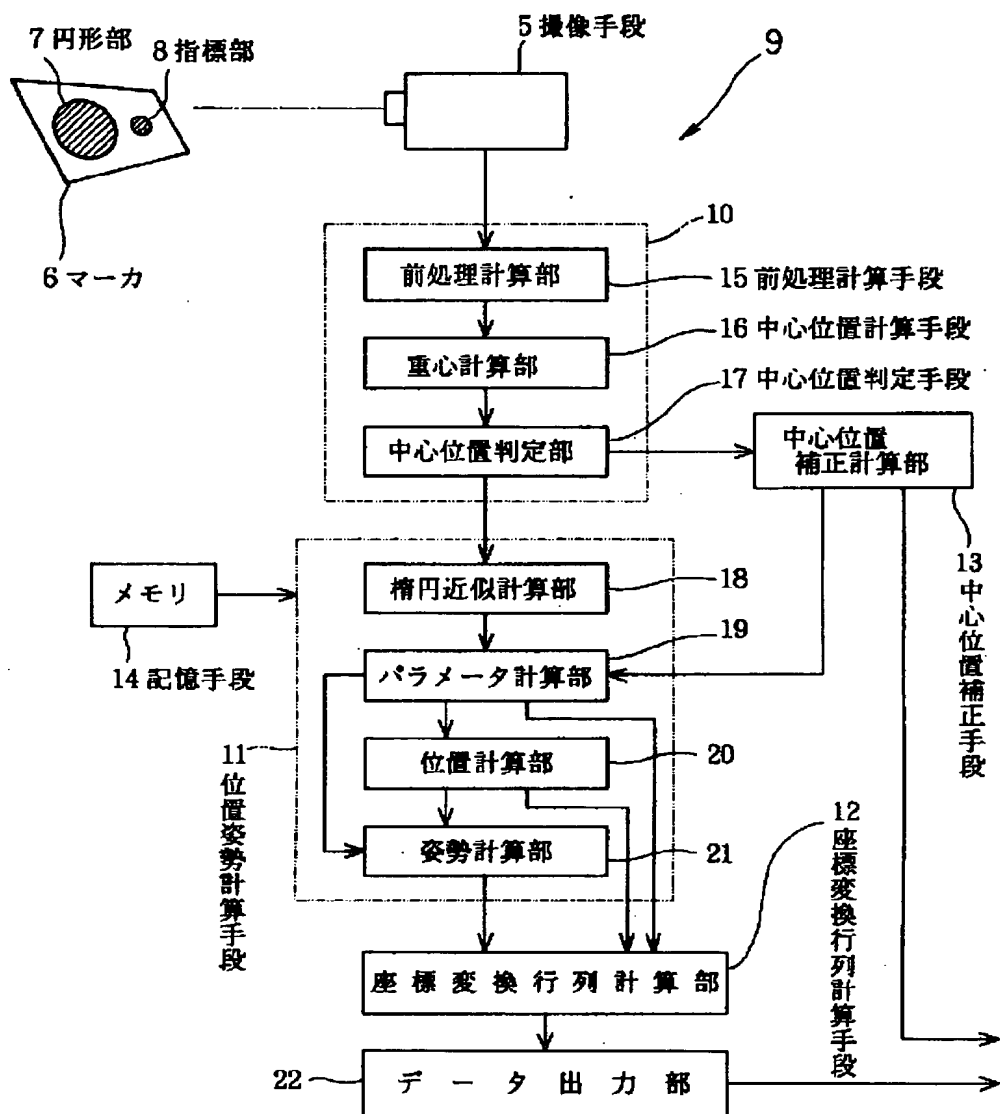 5 撮像手段
9
7 円形部
8 指標部
6 マーカ
10
前処理計算部
15 前処理計算手段
重心計算部
16 中心位置計算手段
中心位置判定部
17 中心位置判定手段
中心位置
補正計算部
13 中心位置補正手段
楕円近似計算部
18
メモリ
14 記憶手段
パラメータ計算部
19
位置計算部
20
姿勢計算部
21
11 位置姿勢計算手段
12 座標変換行列計算手段
座標変換行列計算部
22
データ出力部